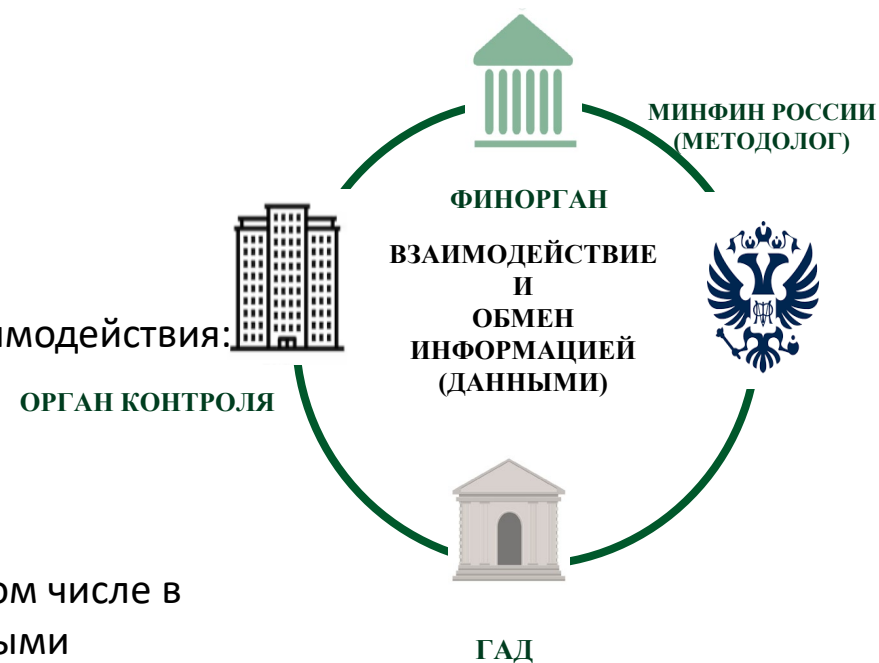 МИНФИН РОССИИ
(МЕТОДОЛОГ)
ФИНОРГАН
ВЗАИМОДЕЙСТВИЕ
И
ОБМЕН
ИНФОРМАЦИЕЙ
(ДАННЫМИ)
имодействия:
ОРГАН КОНТРОЛЯ
ом числе в
ыми
ГАД